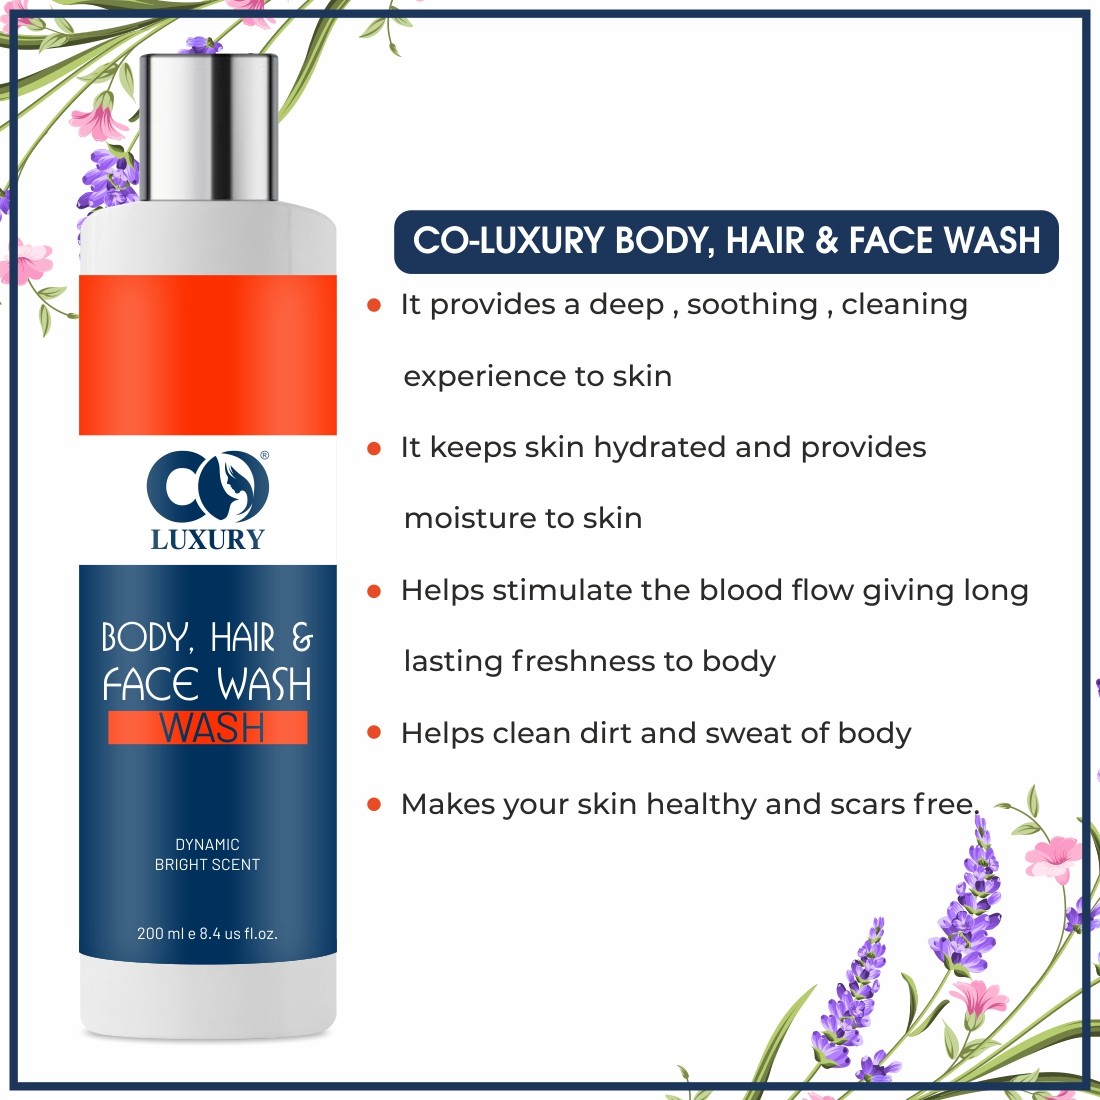 CO®
LUXURY
BODY, HAIR &
FACE WASH
WASH
DYNAMIC
BRIGHT SCENT
200 ml e 8.4 us fl.oz.
CO-LUXURY BODY, HAIR & FACE WASH
• It provides a deep , soothing , cleaning
experience to skin
• It keeps skin hydrated and provides
moisture to skin
• Helps stimulate the blood flow giving long
lasting freshness to body
• Helps clean dirt and sweat of body
• Makes your skin healthy and scars free.